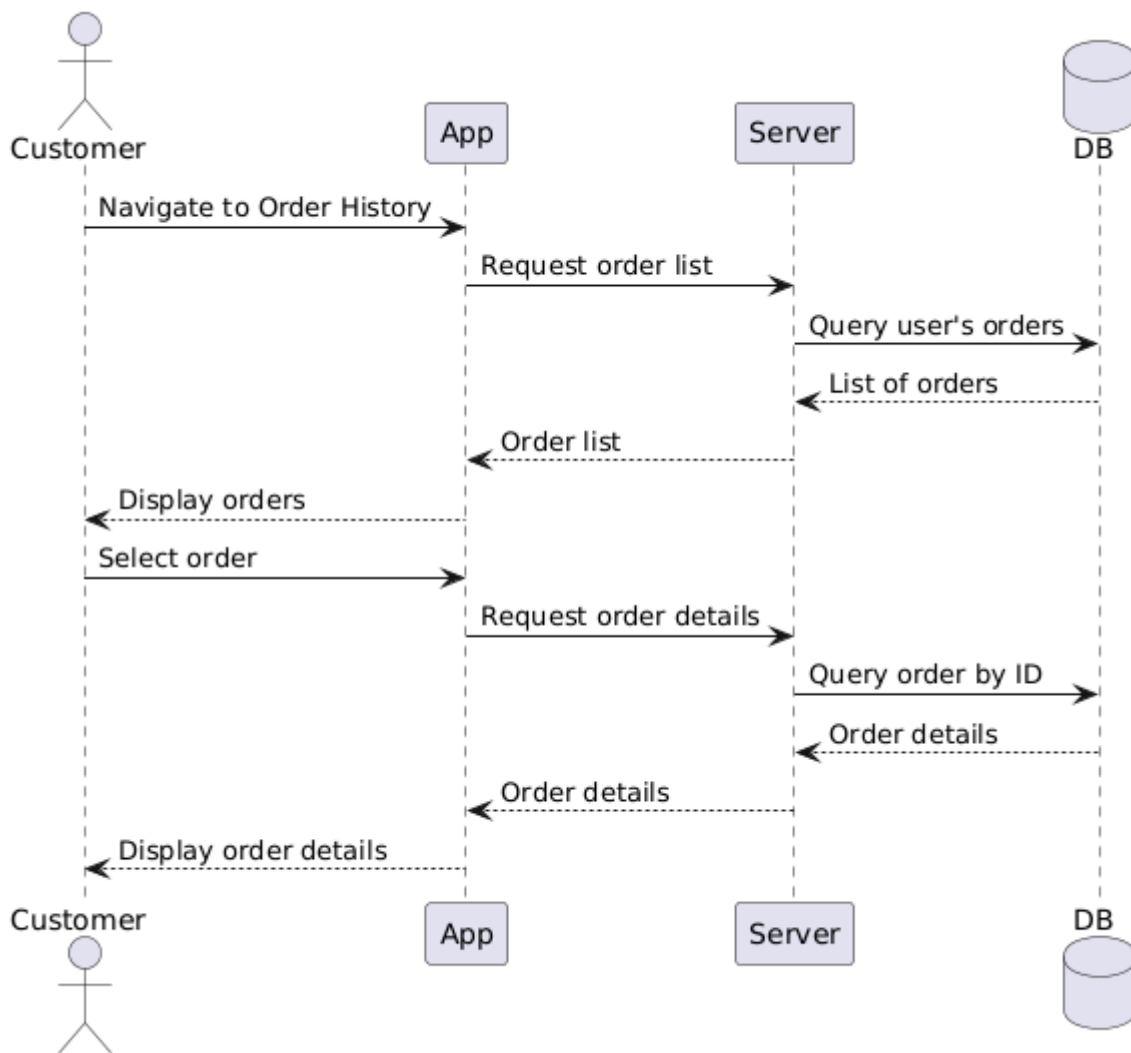 Customer
App
Server
DB
Navigate to Order History
Request order list
Query user's orders
List of orders
Order list
Display orders
Select order
Request order details
Query order by ID
Order details
Order details
Display order details
Customer
App
Server
DB